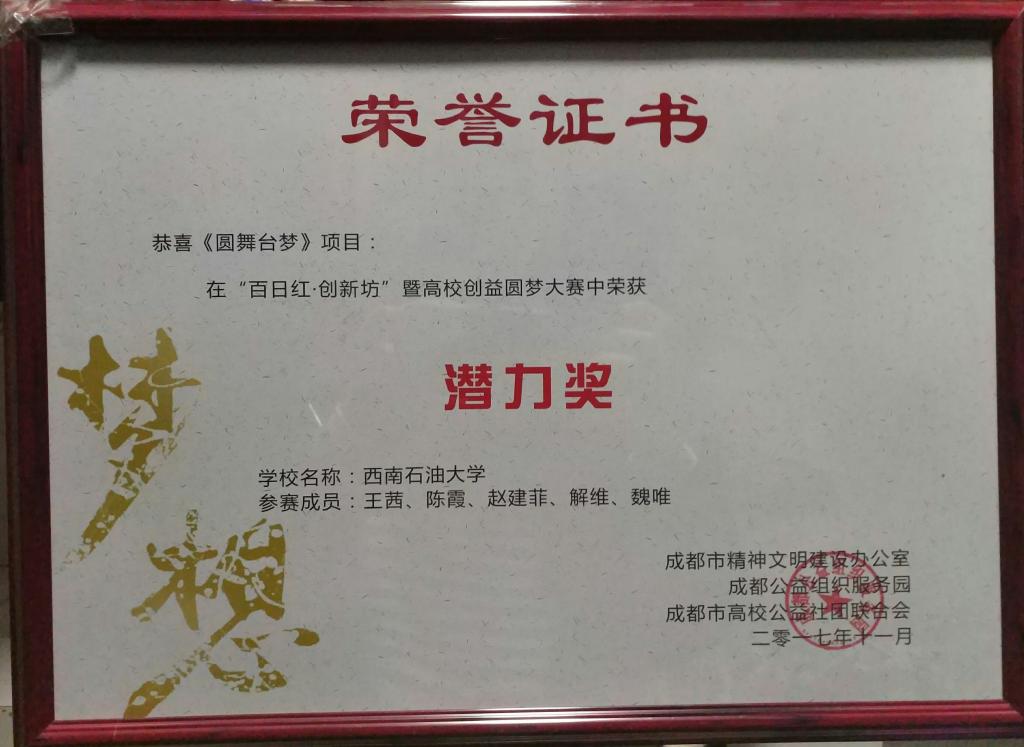 荣誉证书
恭喜《圆舞台梦》项目：
在“百日红·创新坊”暨高校创益圆梦大赛中荣获
潜力奖
梦想
学校名称：西南石油大学
参赛成员：王茜、陈霞、赵建菲、解维、魏唯
成都市精神文明建设办公室
成都公益组织服务园
成都市高校公益社团联合会
二零一七年十一月